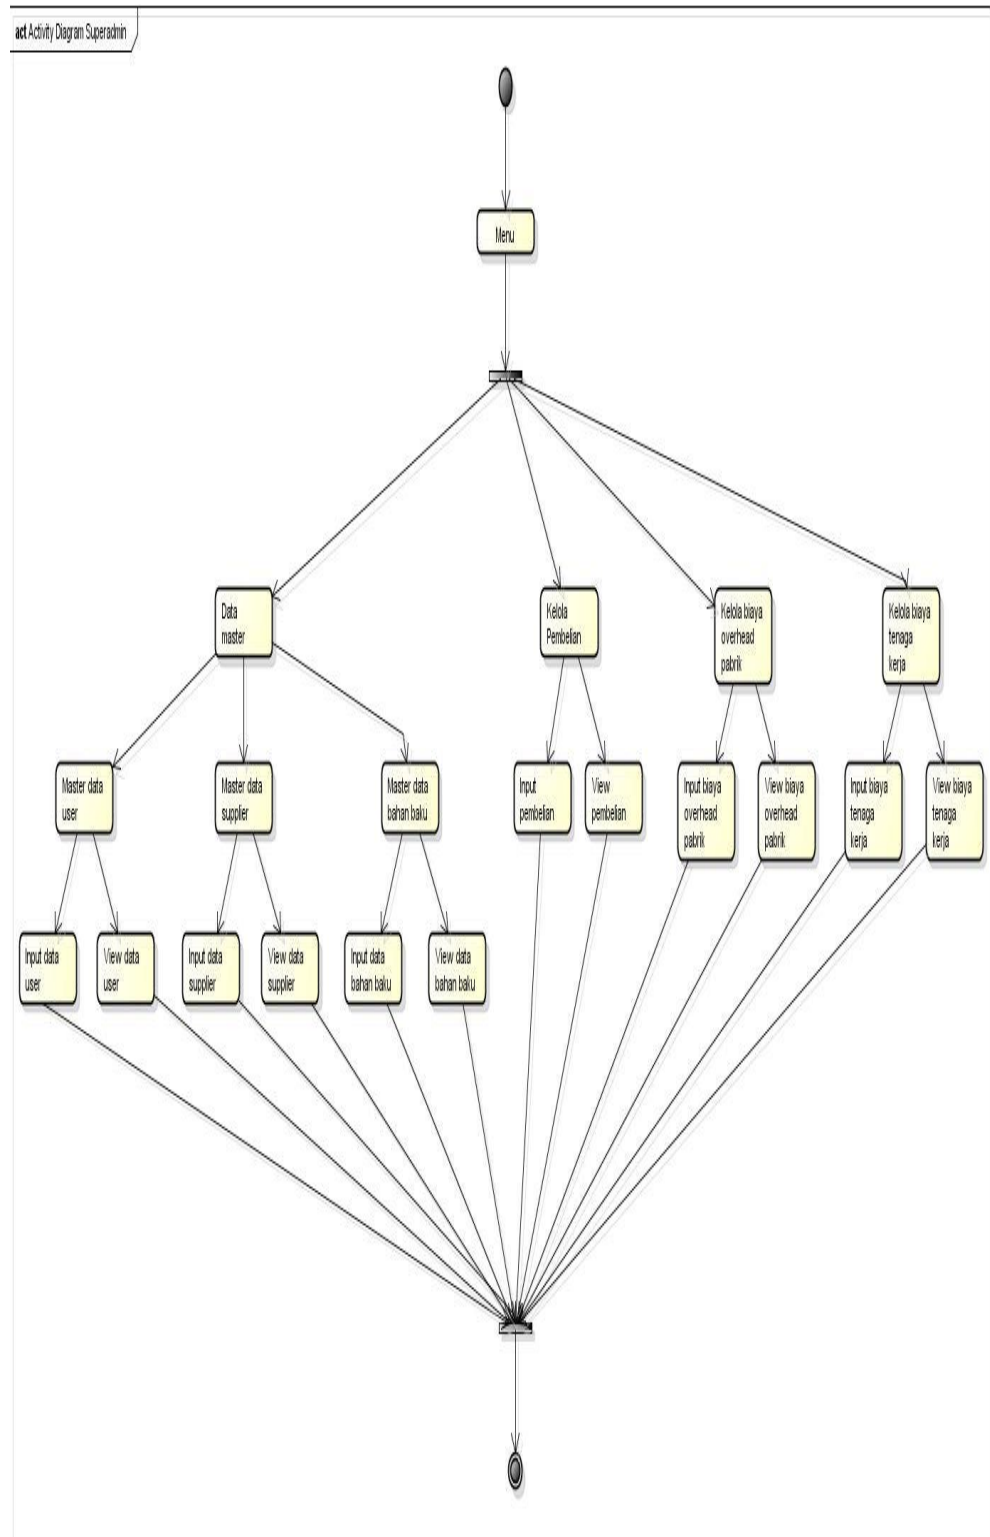 act Activity Diagram Superadmin
Menu
Data
master
Kelola
Pembelian
Kelola biaya
overhead
pabrik
Kelola biaya
tenaga
kerja
Master data
user
Master data
supplier
Master data
bahan baku
Input
pembelian
View
pembelian
Input biaya
overhead
pabrik
View biaya
overhead
pabrik
Input biaya
tenaga
kerja
View biaya
tenaga
kerja
Input data
user
View data
user
Input data
supplier
View data
supplier
Input data
bahan baku
View data
bahan baku